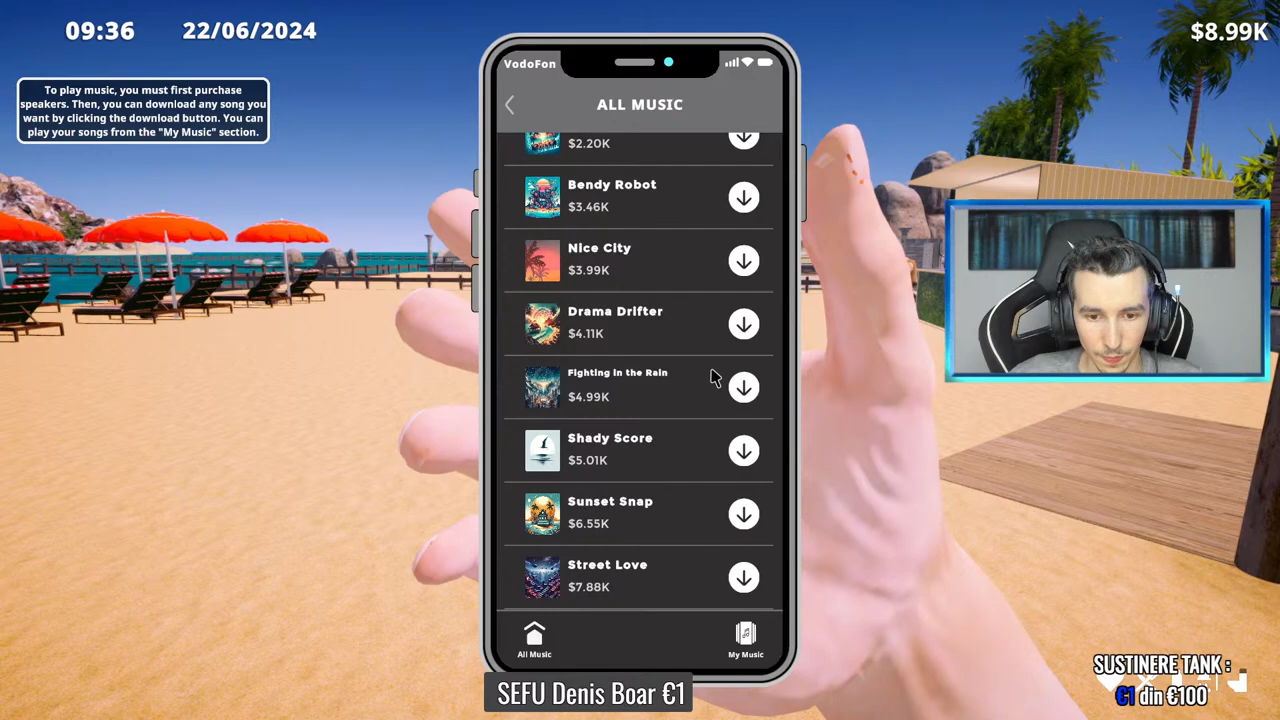 09:36
22/06/2024
$8.99K
To play music, you must first purchase
speakers. Then, you can download any song you
want by clicking the download button. You can
play your songs from the "My Music" section.
VodoFon
ALL MUSIC
$2.20K
Bendy Robot
$3.46K
Nice City
$3.99K
Drama Drifter
$4.11K
Fighting in the Rain
$4.99K
Shady Score
$5.01K
Sunset Snap
$6.55K
Street Love
$7.88K
All Music
My Music
SEFU Denis Boar €1
SUSTINERE TANK :
€1 din €100